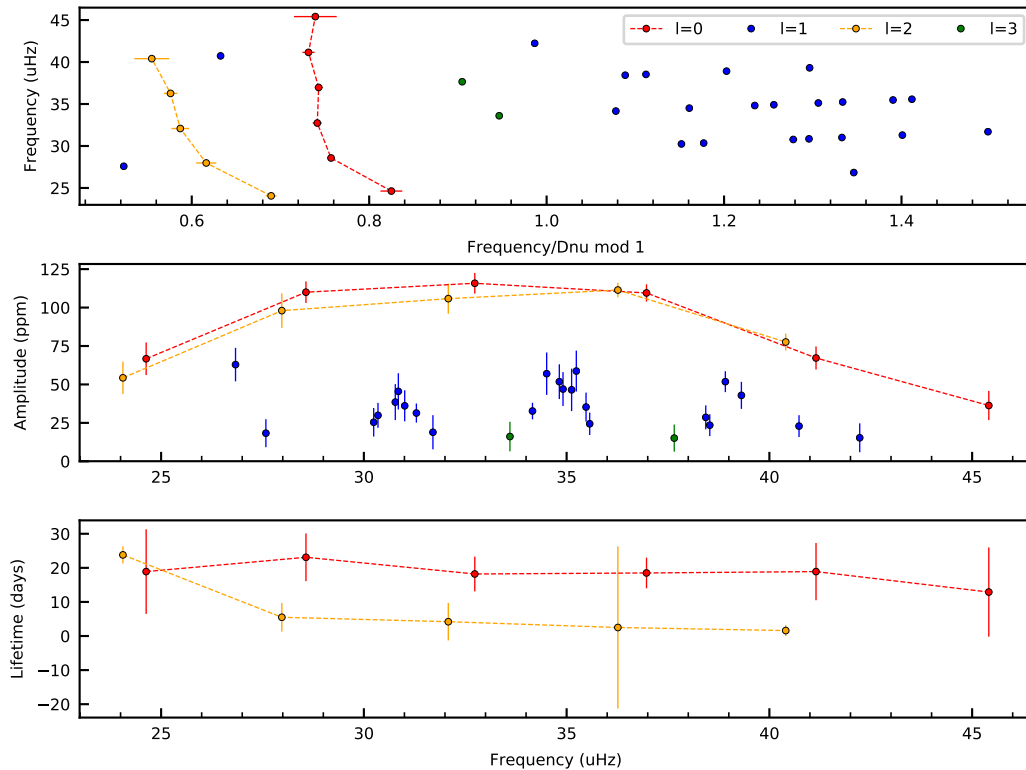 l=0 l=1 l=2 l=3
45
40
35
30
25
Frequency (uHz)
0.6 0.8 1.0 1.2 1.4
Frequency/Dnu mod 1
125
100
75
50
25
0
Amplitude (ppm)
25 30 35 40 45
30
20
10
0
−10
−20
Lifetime (days)
25 30 35 40 45
Frequency (uHz)